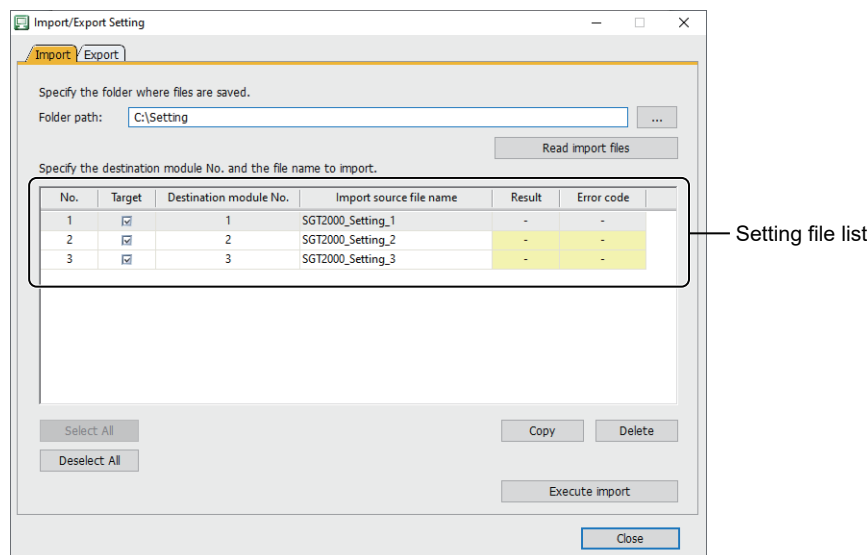 Import/Export Setting
Import Export
Specify the folder where files are saved.
Folder path: C:\Setting ...
Read import files
Specify the destination module No. and the file name to import.
No. Target Destination module No. Import source file name Result Error code
1 1 SGT2000_Setting_1 - -
2 2 SGT2000_Setting_2 - -
3 3 SGT2000_Setting_3 - -
Setting file list
Select All Copy Delete
Deselect All
Execute import
Close